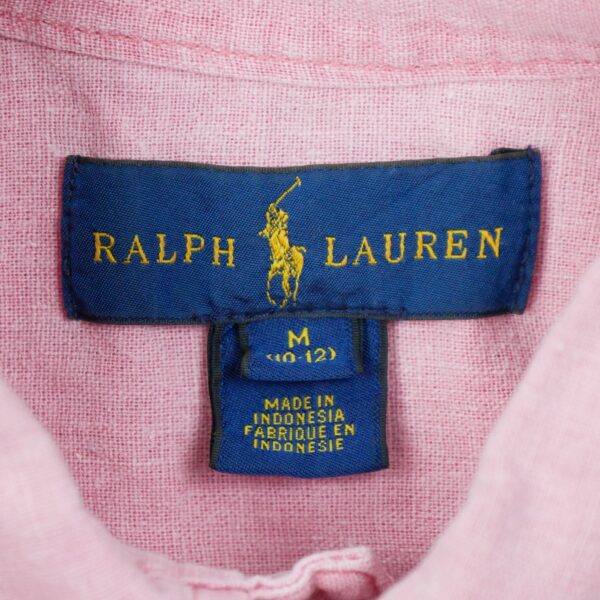 RALPH LAUREN
M
(10-12)
MADE IN
INDONESIA
FABRIQUE EN
INDONESIE